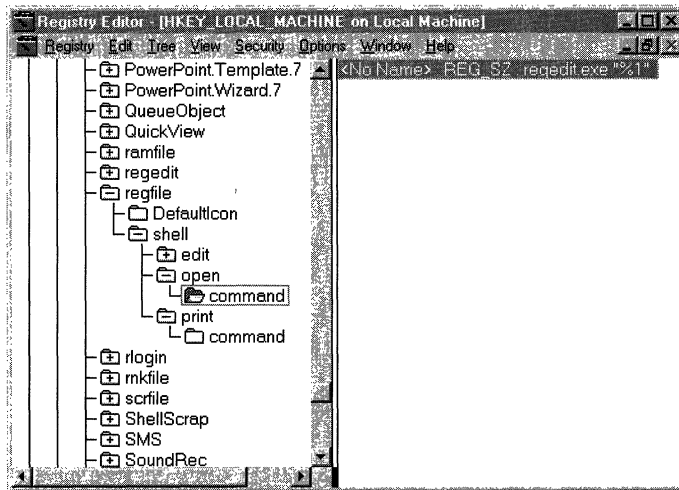 Registry Editor - [HKEY_LOCAL_MACHINE on Local Machine]
Registry Edit Tree View Security Options Window Help
PowerPoint.Template.7
PowerPoint.Wizard.7
QueueObject
QuickView
ramfile
regedit
regfile
DefaultIcon
shell
edit
open
command
print
command
rlogin
rnkfile
scrfile
ShellScrap
SMS
SoundRec
<No Name> : REG_SZ : regedit.exe "%1"